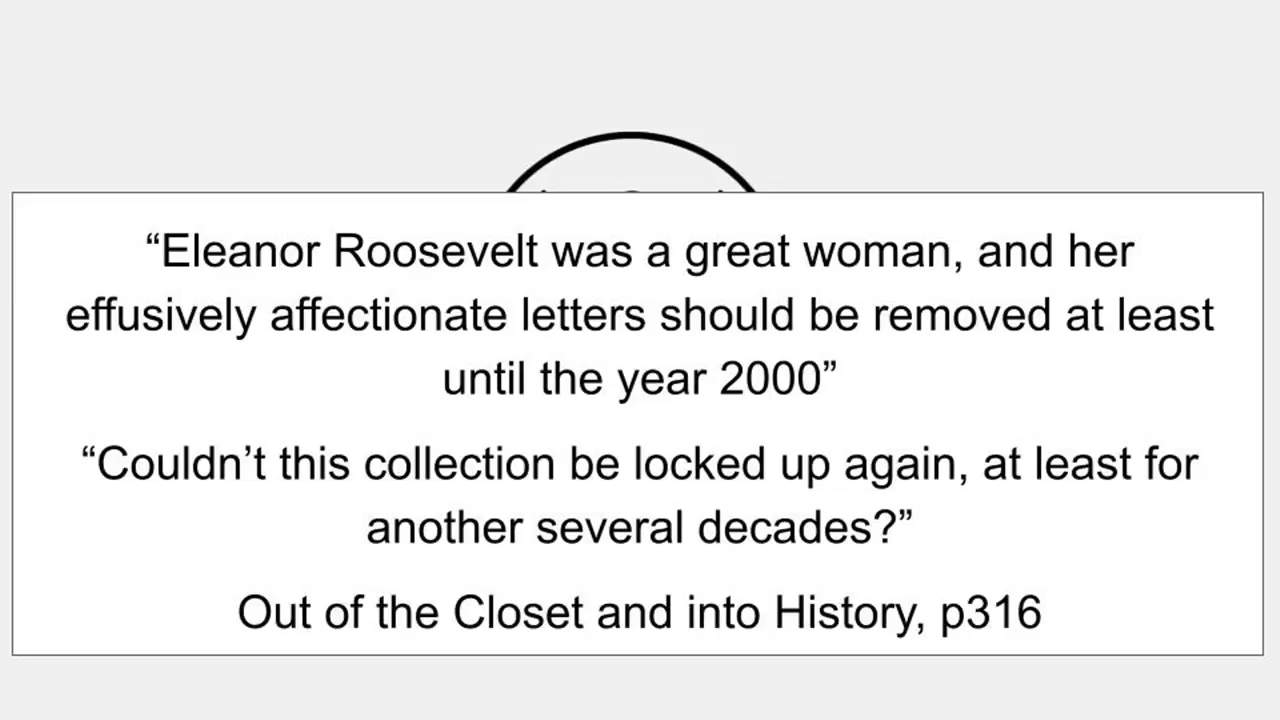 “Eleanor Roosevelt was a great woman, and her
effusively affectionate letters should be removed at least
until the year 2000”
“Couldn’t this collection be locked up again, at least for
another several decades?”
Out of the Closet and into History, p316